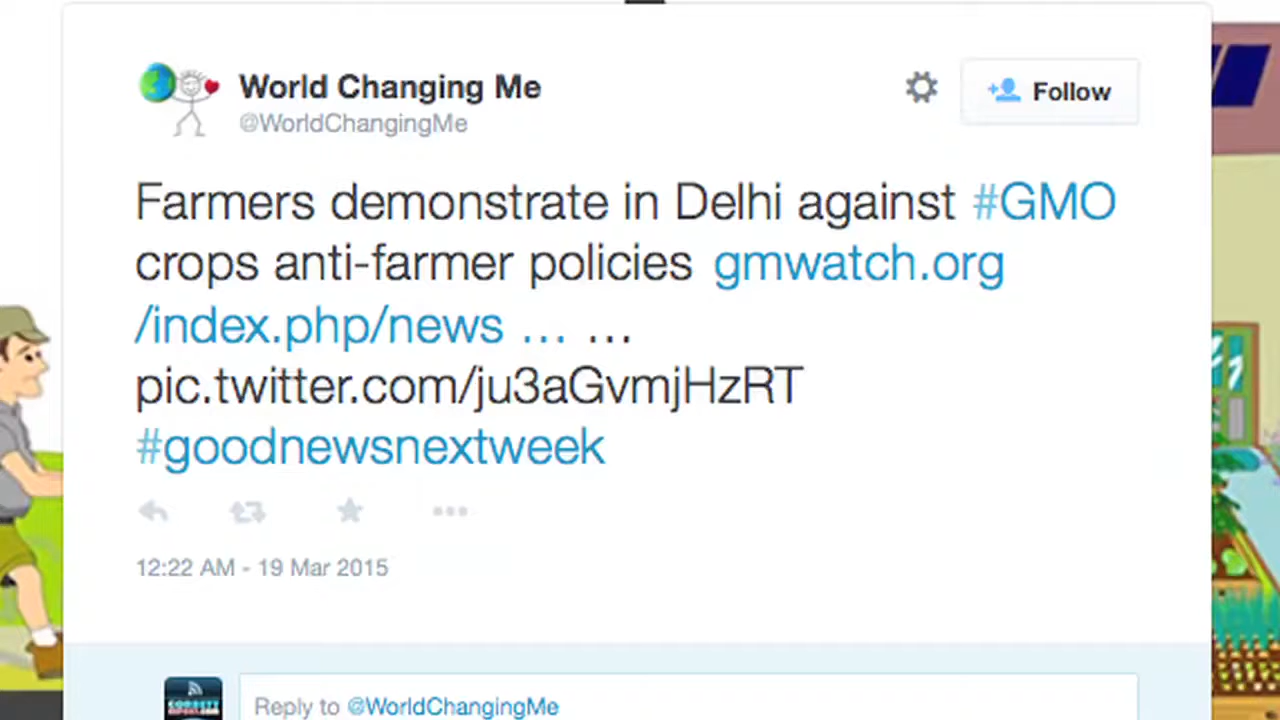 World Changing Me
@WorldChangingMe
Follow
Farmers demonstrate in Delhi against #GMO
crops anti-farmer policies gmwatch.org
/index.php/news ... ...
pic.twitter.com/ju3aGvmjHzRT
#goodnewsnextweek
12:22 AM - 19 Mar 2015
Reply to @WorldChangingMe